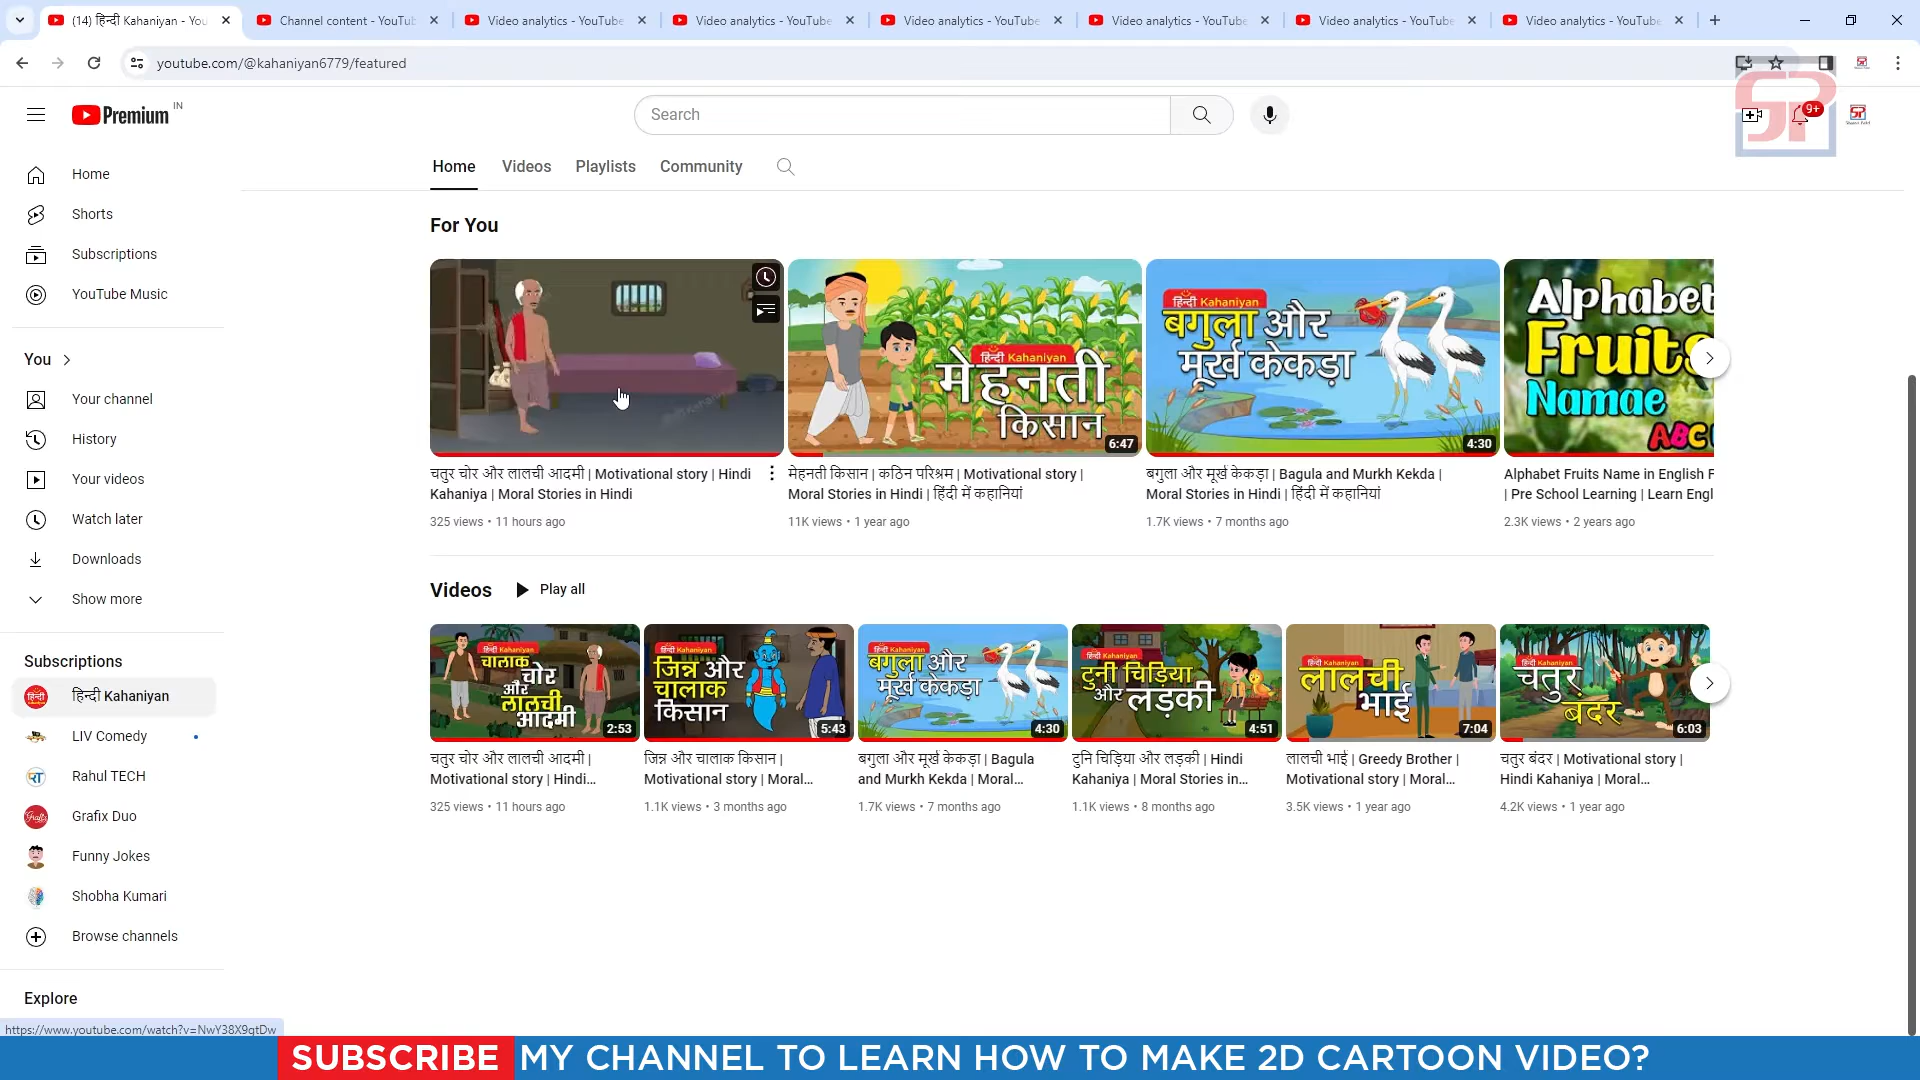 (14) हिन्दी Kahaniyan - You
Channel content - YouTub
Video analytics - YouTube
Video analytics - YouTube
Video analytics - YouTube
Video analytics - YouTube
Video analytics - YouTube
Video analytics - YouTube
youtube.com/@kahaniyan6779/featured
Premium IN
Search
9+
SP
Home
Videos
Playlists
Community
Home
Shorts
Subscriptions
YouTube Music
You
Your channel
History
Your videos
Watch later
Downloads
Show more
Subscriptions
हिन्दी Kahaniyan
LIV Comedy
Rahul TECH
Grafix Duo
Funny Jokes
Shobha Kumari
Browse channels
Explore
For You
हिन्दी Kahaniyan
मेहनती
किसान
6:47
हिन्दी Kahaniyan
बगुला और
मूर्ख केकड़ा
4:30
Alphabet
Fruits
Namae
ABC
चतुर चोर और लालची आदमी | Motivational story | Hindi
Kahaniya | Moral Stories in Hindi
325 views • 11 hours ago
मेहनती किसान | कठिन परिश्रम | Motivational story |
Moral Stories in Hindi | हिंदी में कहानियां
11K views • 1 year ago
बगुला और मूर्ख केकड़ा | Bagula and Murkh Kekda |
Moral Stories in Hindi | हिंदी में कहानियां
1.7K views • 7 months ago
Alphabet Fruits Name in English F
| Pre School Learning | Learn Engl
2.3K views • 2 years ago
Videos
Play all
हिन्दी Kahaniyan
चालाक
चोर
और
लालची
आदमी
2:53
हिन्दी Kahaniyan
जिन्न और
चालाक
किसान
5:43
हिन्दी Kahaniyan
बगुला और
मूर्ख केकड़ा
4:30
हिन्दी Kahaniyan
टुनी चिड़िया
और लड़की
4:51
हिन्दी Kahaniyan
लालची
भाई
7:04
हिन्दी Kahaniyan
चतुर
बंदर
6:03
चतुर चोर और लालची आदमी |
Motivational story | Hindi...
325 views • 11 hours ago
जिन्न और चालाक किसान |
Motivational story | Moral...
1.1K views • 3 months ago
बगुला और मूर्ख केकड़ा | Bagula
and Murkh Kekda | Moral...
1.7K views • 7 months ago
टुनि चिड़िया और लड़की | Hindi
Kahaniya | Moral Stories in...
1.1K views • 8 months ago
लालची भाई | Greedy Brother |
Motivational story | Moral...
3.5K views • 1 year ago
चतुर बंदर | Motivational story |
Hindi Kahaniya | Moral...
4.2K views • 1 year ago
https://www.youtube.com/watch?v=NwY38X9qtDw
SUBSCRIBE MY CHANNEL TO LEARN HOW TO MAKE 2D CARTOON VIDEO?